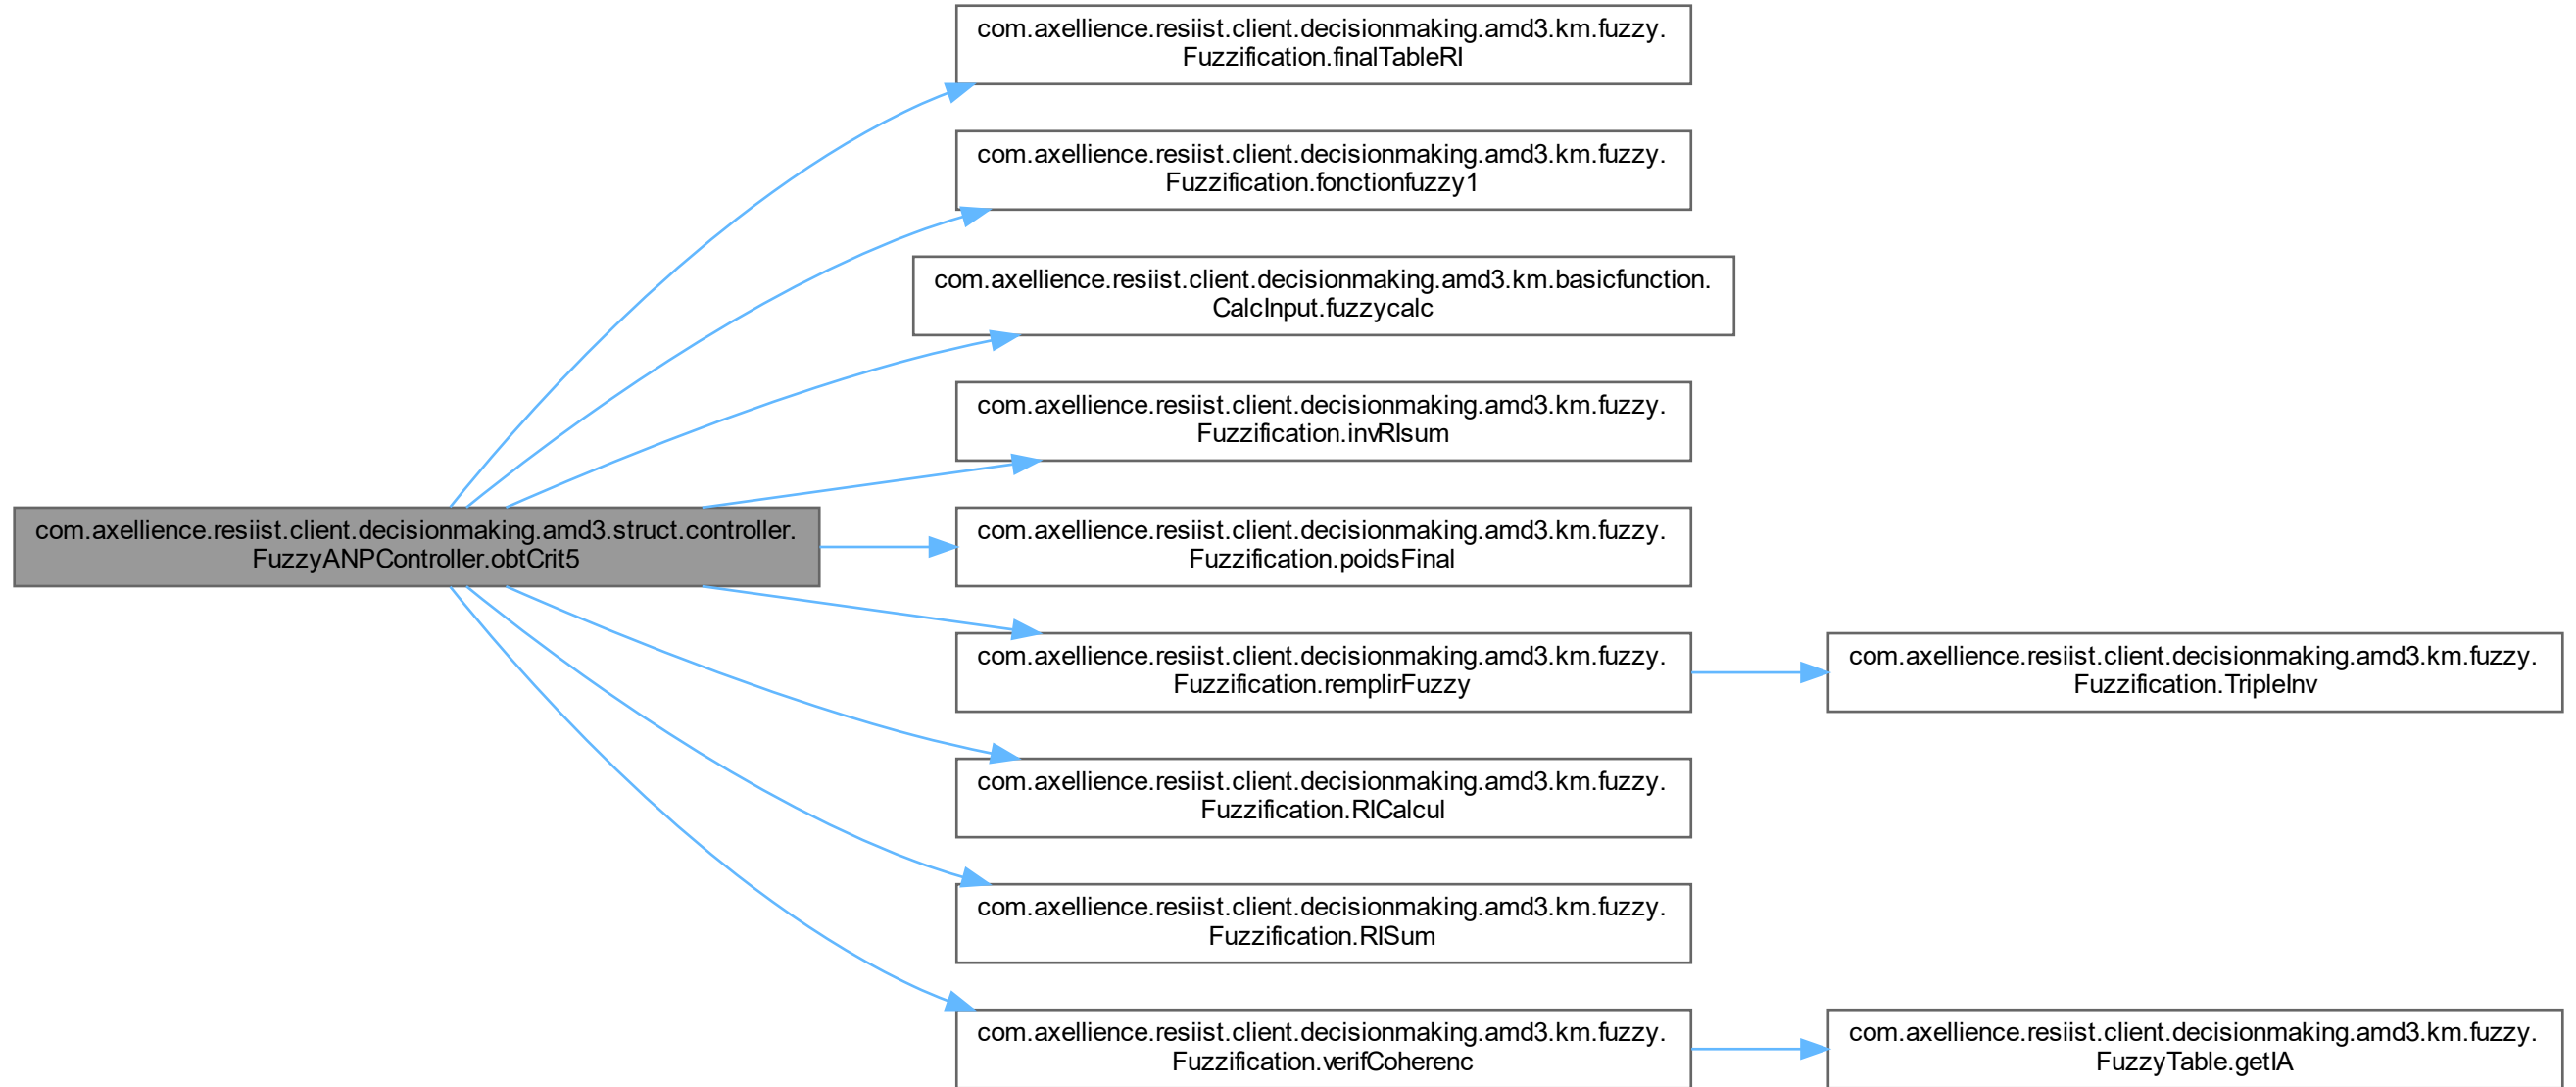 com.axellience.resiist.client.decisionmaking.amd3.km.fuzzy.
Fuzzification.finalTableRI
com.axellience.resiist.client.decisionmaking.amd3.km.fuzzy.
Fuzzification.fonctionfuzzy1
com.axellience.resiist.client.decisionmaking.amd3.km.basicfunction.
CalcInput.fuzzycalc
com.axellience.resiist.client.decisionmaking.amd3.km.fuzzy.
Fuzzification.invRIsum
com.axellience.resiist.client.decisionmaking.amd3.struct.controller.
FuzzyANPController.obtCrit5
com.axellience.resiist.client.decisionmaking.amd3.km.fuzzy.
Fuzzification.poidsFinal
com.axellience.resiist.client.decisionmaking.amd3.km.fuzzy.
Fuzzification.remplirFuzzy
com.axellience.resiist.client.decisionmaking.amd3.km.fuzzy.
Fuzzification.TripleInv
com.axellience.resiist.client.decisionmaking.amd3.km.fuzzy.
Fuzzification.RICalcul
com.axellience.resiist.client.decisionmaking.amd3.km.fuzzy.
Fuzzification.RISum
com.axellience.resiist.client.decisionmaking.amd3.km.fuzzy.
Fuzzification.verifCoherenc
com.axellience.resiist.client.decisionmaking.amd3.km.fuzzy.
FuzzyTable.getIA